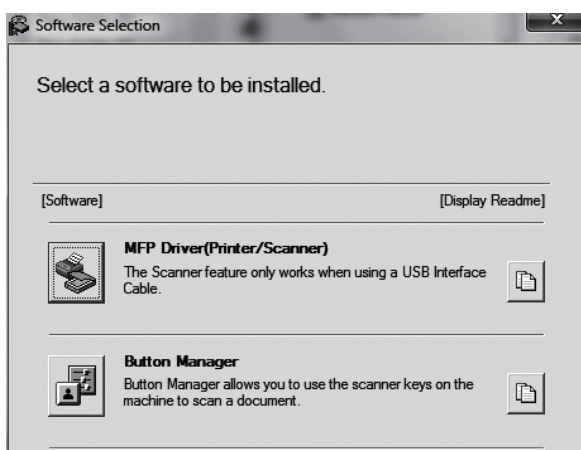 Software Selection
Select a software to be installed.
[Software] [Display Readme]
MFP Driver(Printer/Scanner)
The Scanner feature only works when using a USB Interface
Cable.
Button Manager
Button Manager allows you to use the scanner keys on the
machine to scan a document.